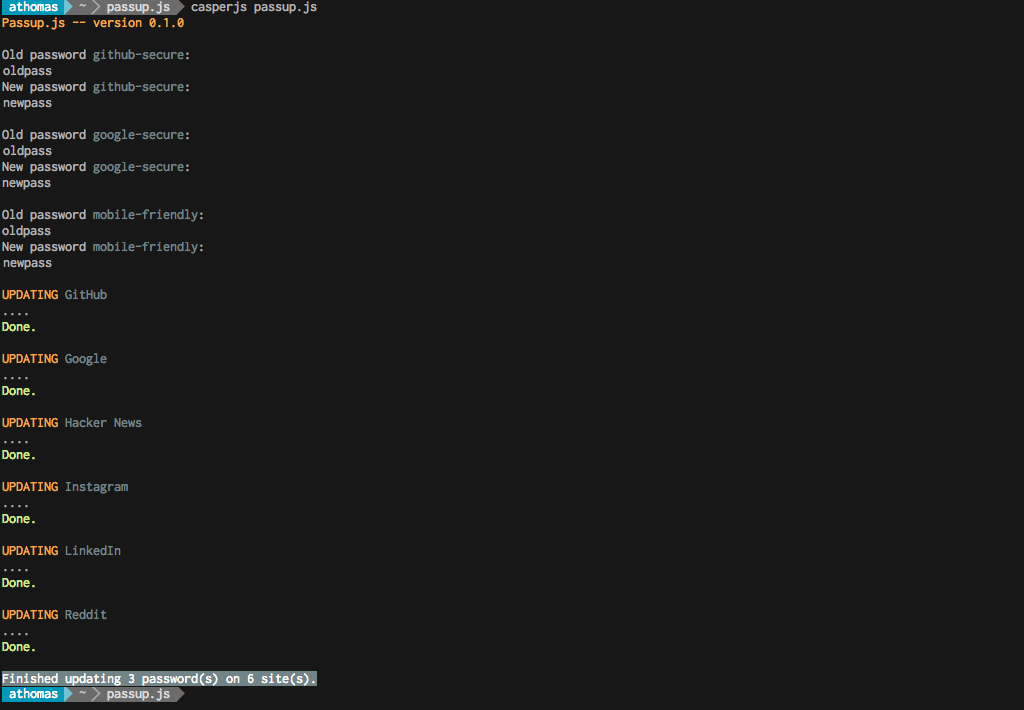 athomas ~ passup.js casperjs passup.js
Passup.js -- version 0.1.0
Old password github-secure:
oldpass
New password github-secure:
newpass
Old password google-secure:
oldpass
New password google-secure:
newpass
Old password mobile-friendly:
oldpass
New password mobile-friendly:
newpass
UPDATING GitHub
....
Done.
UPDATING Google
....
Done.
UPDATING Hacker News
....
Done.
UPDATING Instagram
....
Done.
UPDATING LinkedIn
....
Done.
UPDATING Reddit
....
Done.
Finished updating 3 password(s) on 6 site(s).
athomas ~ passup.js